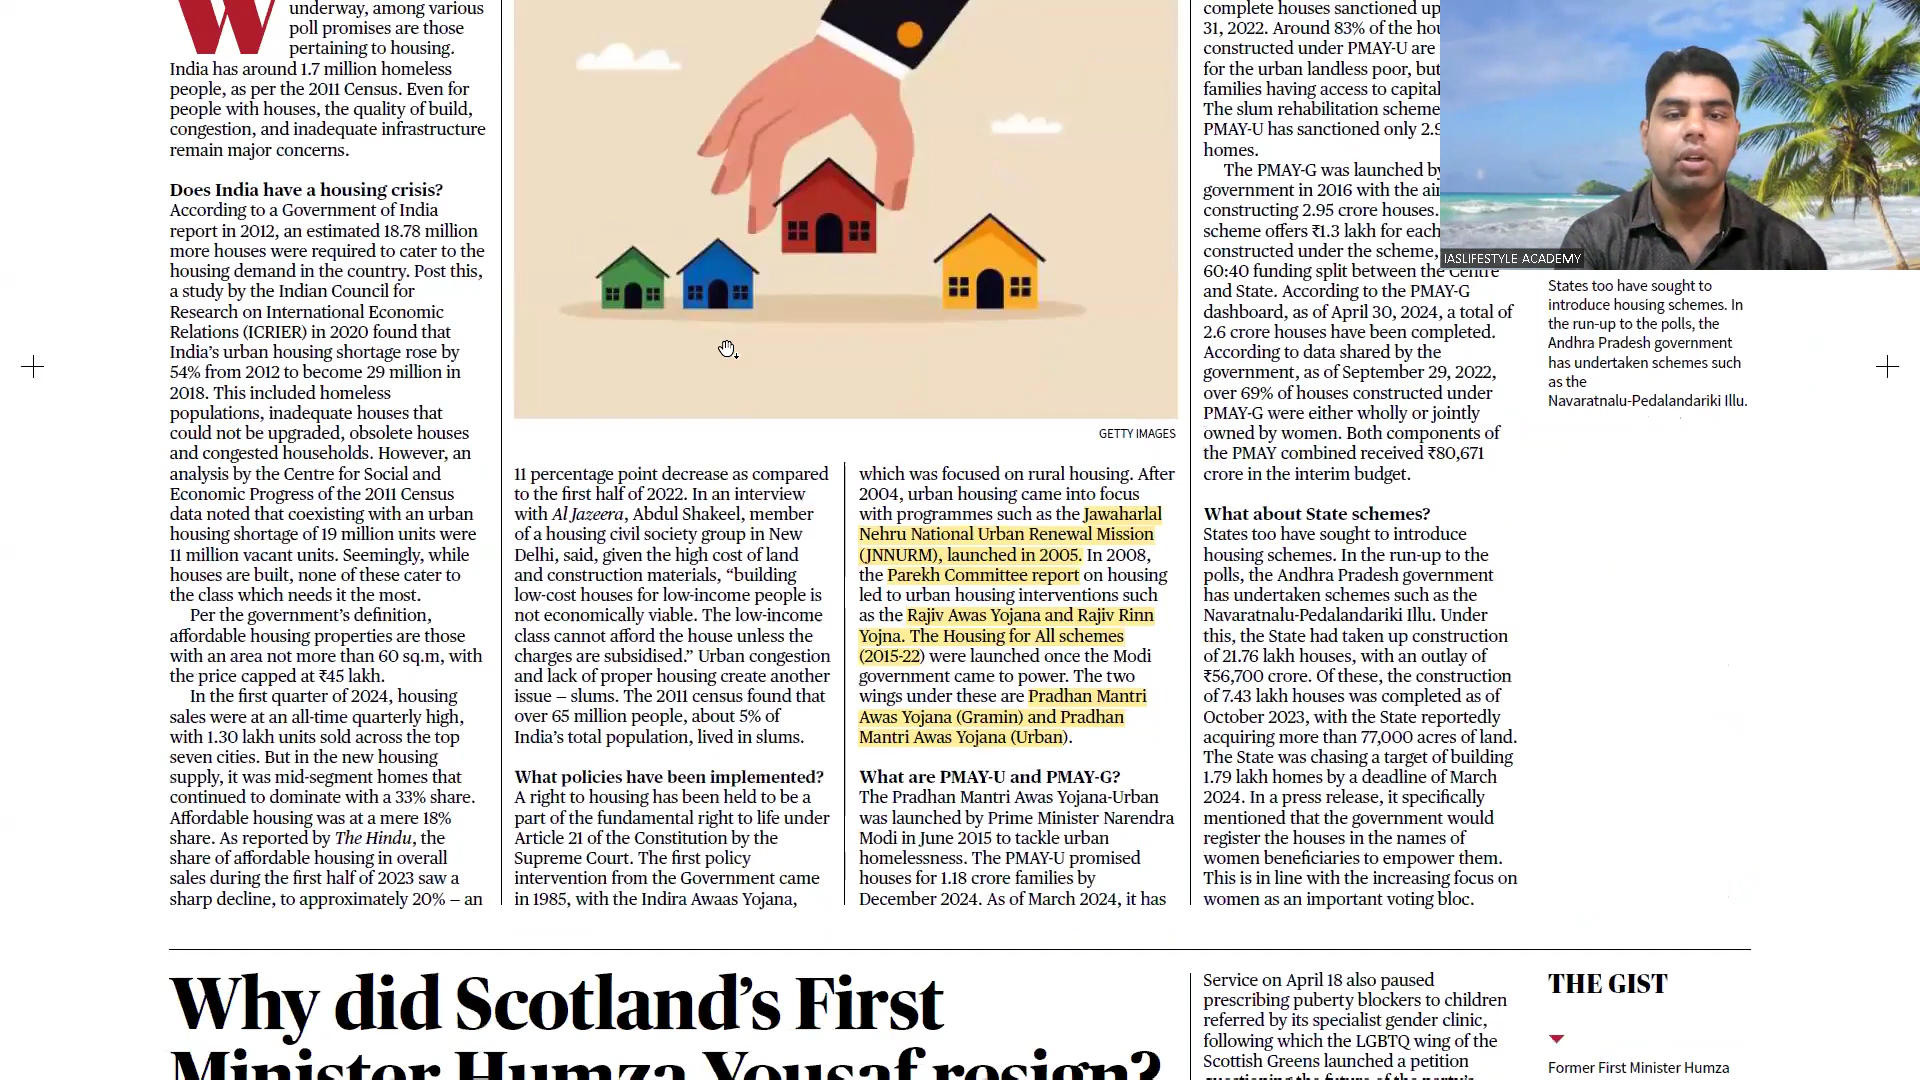 W
underway, among various
poll promises are those
pertaining to housing.
India has around 1.7 million homeless
people, as per the 2011 Census. Even for
people with houses, the quality of build,
congestion, and inadequate infrastructure
remain major concerns.
Does India have a housing crisis?
According to a Government of India
report in 2012, an estimated 18.78 million
more houses were required to cater to the
housing demand in the country. Post this,
a study by the Indian Council for
Research on International Economic
Relations (ICRIER) in 2020 found that
India's urban housing shortage rose by
54% from 2012 to become 29 million in
2018. This included homeless
populations, inadequate houses that
could not be upgraded, obsolete houses
and congested households. However, an
analysis by the Centre for Social and
Economic Progress of the 2011 Census
data noted that coexisting with an urban
housing shortage of 19 million units were
11 million vacant units. Seemingly, while
houses are built, none of these cater to
the class which needs it the most.
Per the government's definition,
affordable housing properties are those
with an area not more than 60 sq.m, with
the price capped at ₹45 lakh.
In the first quarter of 2024, housing
sales were at an all-time quarterly high,
with 1.30 lakh units sold across the top
seven cities. But in the new housing
supply, it was mid-segment homes that
continued to dominate with a 33% share.
Affordable housing was at a mere 18%
share. As reported by The Hindu, the
share of affordable housing in overall
sales during the first half of 2023 saw a
sharp decline, to approximately 20% – an
GETTY IMAGES
11 percentage point decrease as compared
to the first half of 2022. In an interview
with Al Jazeera, Abdul Shakeel, member
of a housing civil society group in New
Delhi, said, given the high cost of land
and construction materials, “building
low-cost houses for low-income people is
not economically viable. The low-income
class cannot afford the house unless the
charges are subsidised.” Urban congestion
and lack of proper housing create another
issue – slums. The 2011 census found that
over 65 million people, about 5% of
India's total population, lived in slums.
What policies have been implemented?
A right to housing has been held to be a
part of the fundamental right to life under
Article 21 of the Constitution by the
Supreme Court. The first policy
intervention from the Government came
in 1985, with the Indira Awaas Yojana,
which was focused on rural housing. After
2004, urban housing came into focus
with programmes such as the Jawaharlal
Nehru National Urban Renewal Mission
(JNNURM), launched in 2005. In 2008,
the Parekh Committee report on housing
led to urban housing interventions such
as the Rajiv Awas Yojana and Rajiv Rinn
Yojna. The Housing for All schemes
(2015-22) were launched once the Modi
government came to power. The two
wings under these are Pradhan Mantri
Awas Yojana (Gramin) and Pradhan
Mantri Awas Yojana (Urban).
What are PMAY-U and PMAY-G?
The Pradhan Mantri Awas Yojana-Urban
was launched by Prime Minister Narendra
Modi in June 2015 to tackle urban
homelessness. The PMAY-U promised
houses for 1.18 crore families by
December 2024. As of March 2024, it has
complete houses sanctioned up
31, 2022. Around 83% of the hou
constructed under PMAY-U are
for the urban landless poor, but
families having access to capital
The slum rehabilitation scheme
PMAY-U has sanctioned only 2.9
homes.
The PMAY-G was launched by
government in 2016 with the aim
constructing 2.95 crore houses.
scheme offers ₹1.3 lakh for each
constructed under the scheme,
60:40 funding split between the Centre
and State. According to the PMAY-G
dashboard, as of April 30, 2024, a total of
2.6 crore houses have been completed.
According to data shared by the
government, as of September 29, 2022,
over 69% of houses constructed under
PMAY-G were either wholly or jointly
owned by women. Both components of
the PMAY combined received ₹80,671
crore in the interim budget.
What about State schemes?
States too have sought to introduce
housing schemes. In the run-up to the
polls, the Andhra Pradesh government
has undertaken schemes such as the
Navaratnalu-Pedalandariki Illu. Under
this, the State had taken up construction
of 21.76 lakh houses, with an outlay of
₹56,700 crore. Of these, the construction
of 7.43 lakh houses was completed as of
October 2023, with the State reportedly
acquiring more than 77,000 acres of land.
The State was chasing a target of building
1.79 lakh homes by a deadline of March
2024. In a press release, it specifically
mentioned that the government would
register the houses in the names of
women beneficiaries to empower them.
This is in line with the increasing focus on
women as an important voting bloc.
IASLIFESTYLE ACADEMY
States too have sought to
introduce housing schemes. In
the run-up to the polls, the
Andhra Pradesh government
has undertaken schemes such
as the
Navaratnalu-Pedalandariki Illu.
Why did Scotland's First
Minister Humza Yousaf resign?
Service on April 18 also paused
prescribing puberty blockers to children
referred by its specialist gender clinic,
following which the LGBTQ wing of the
Scottish Greens launched a petition
questioning the future of the party's
THE GIST
Former First Minister Humza